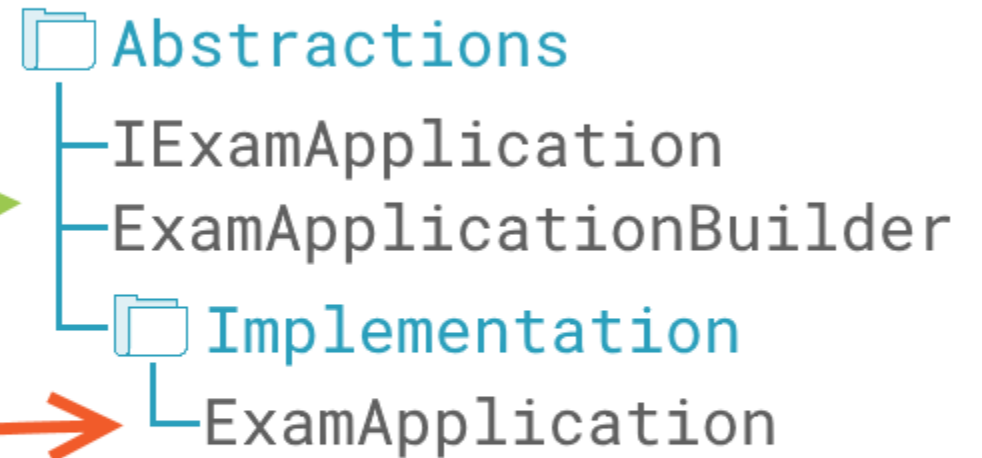 Abstractions
IExamApplication
ExamApplicationBuilder
Implementation
ExamApplication